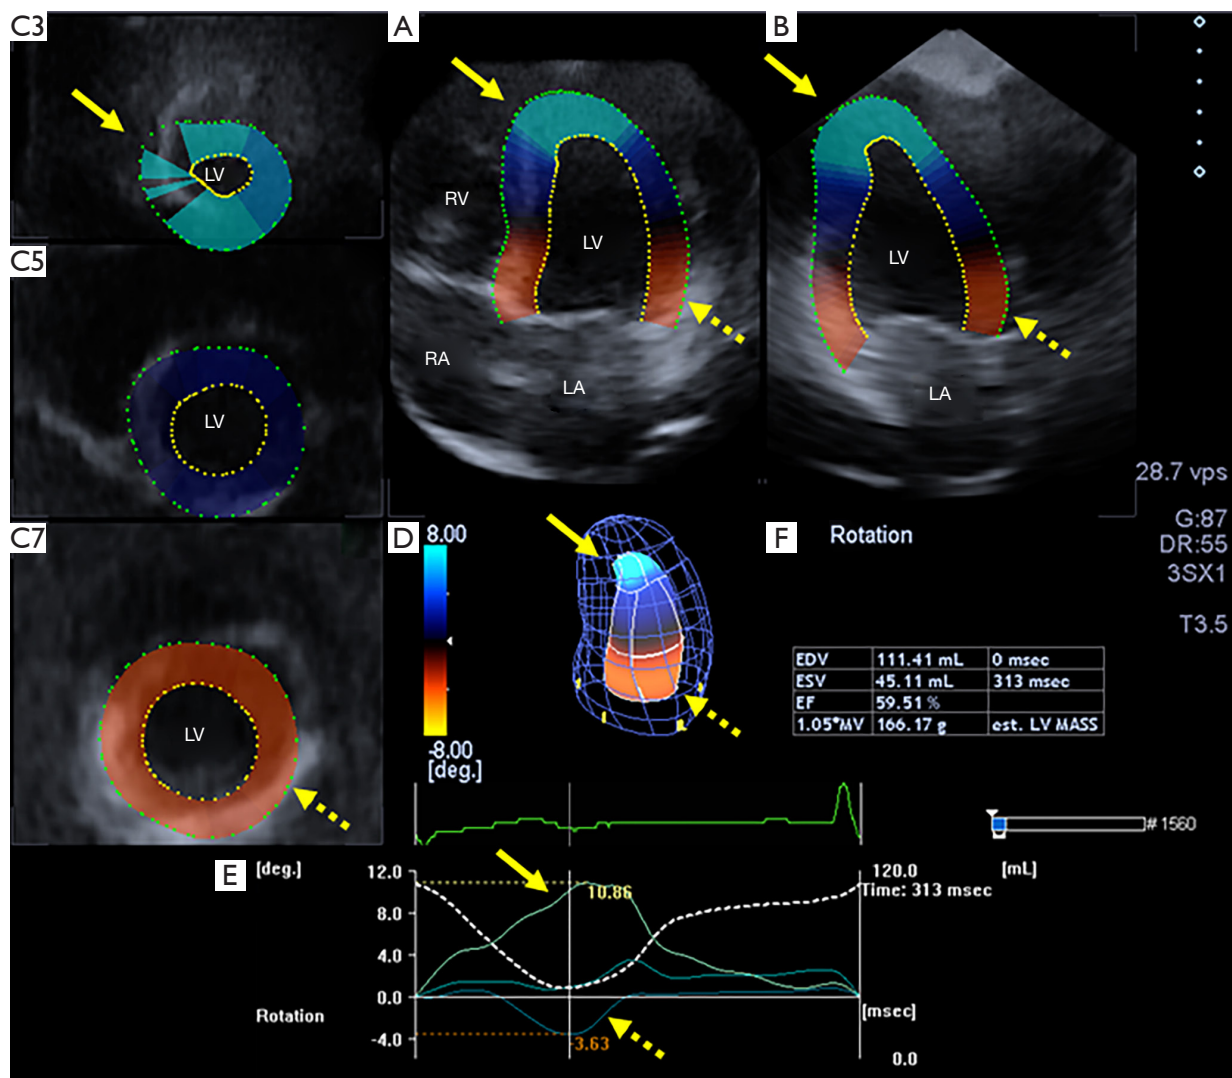 C3
LV
A
RV
LV
RA
LA
B
LV
LA
C5
LV
28.7 vps
G:87
DR:55
3SX1
T3.5
C7
LV
D
8.00
-8.00
[deg.]
F
Rotation
EDV 111.41 mL 0 msec
ESV 45.11 mL 313 msec
EF 59.51 %
1.05*MV 166.17 g est. LV MASS
# 1560
E
[deg.]
12.0
8.0
4.0
0.0
-4.0
Rotation
10.86
-3.63
120.0
[mL]
Time: 313 msec
[msec]
0.0